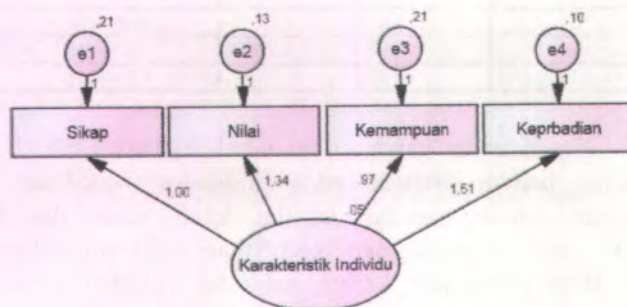 ,21 ,13 ,21 ,10
e1 e2 e3 e4
1 1 1 1
Sikap Nilai Kemampuan Keprbadian
1,00 1,34 ,97 1,51
,05
Karakteristik Individu